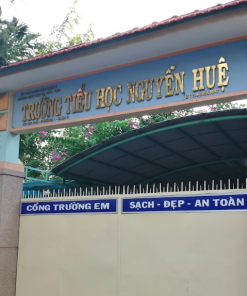 TRƯỜNG TIỂU HỌC NGUYỄN HUỆ
CỔNG TRƯỜNG EM
SẠCH - ĐẸP - AN TOÀN